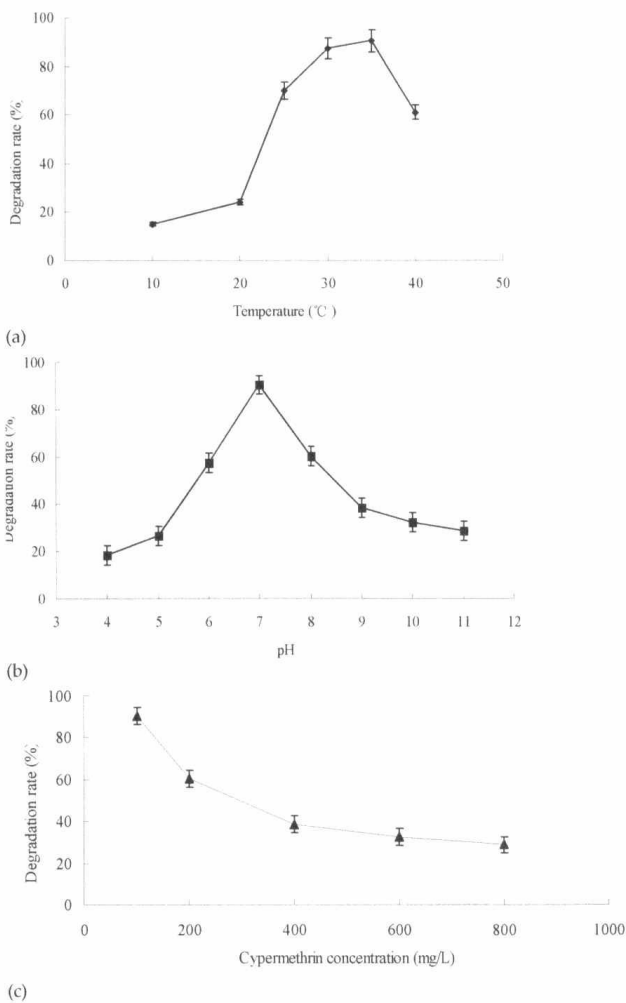 100
80
60
40
20
0
Degradation rate (%
0 10 20 30 40 50
Temperature (℃ )
(a)
100
80
60
40
20
0
Degradation rate (%,
3 4 5 6 7 8 9 10 11 12
pH
(b)
100
80
60
40
20
0
Degradation rate (%
0 200 400 600 800 1000
Cypermethrin concentration (mg/L)
(c)